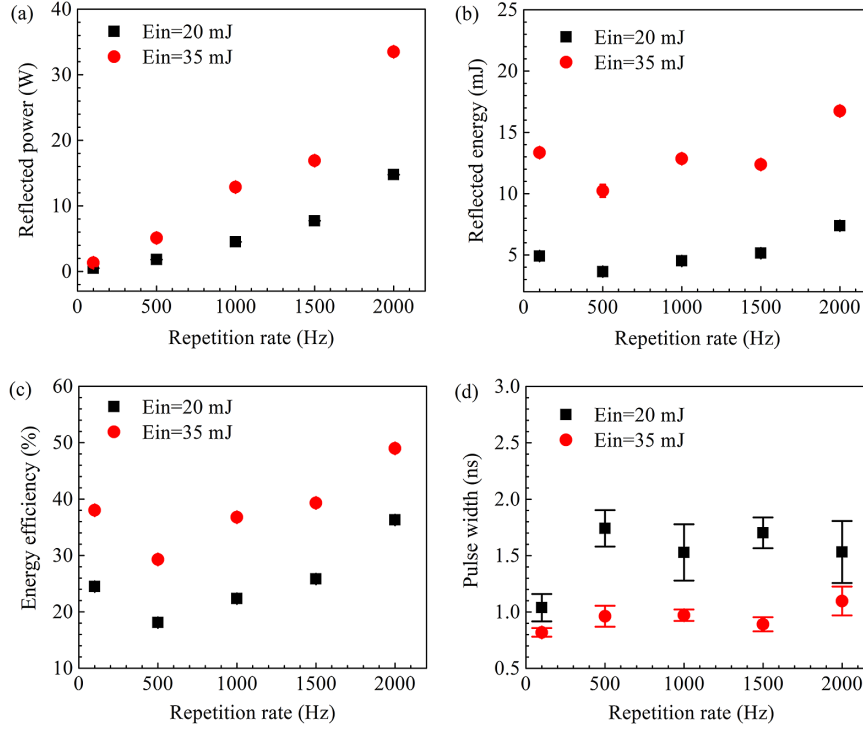 (a)
Ein=20 mJ
Ein=35 mJ
Reflected power (W)
40
30
20
10
0
0 500 1000 1500 2000
Repetition rate (Hz)
(b)
Ein=20 mJ
Ein=35 mJ
Reflected energy (mJ)
25
20
15
10
5
0 500 1000 1500 2000
Repetition rate (Hz)
(c)
Ein=20 mJ
Ein=35 mJ
Energy efficiency (%)
60
50
40
30
20
10
0 500 1000 1500 2000
Repetition rate (Hz)
(d)
Ein=20 mJ
Ein=35 mJ
Pulse width (ns)
3.0
2.5
2.0
1.5
1.0
0.5
0 500 1000 1500 2000
Repetition rate (Hz)